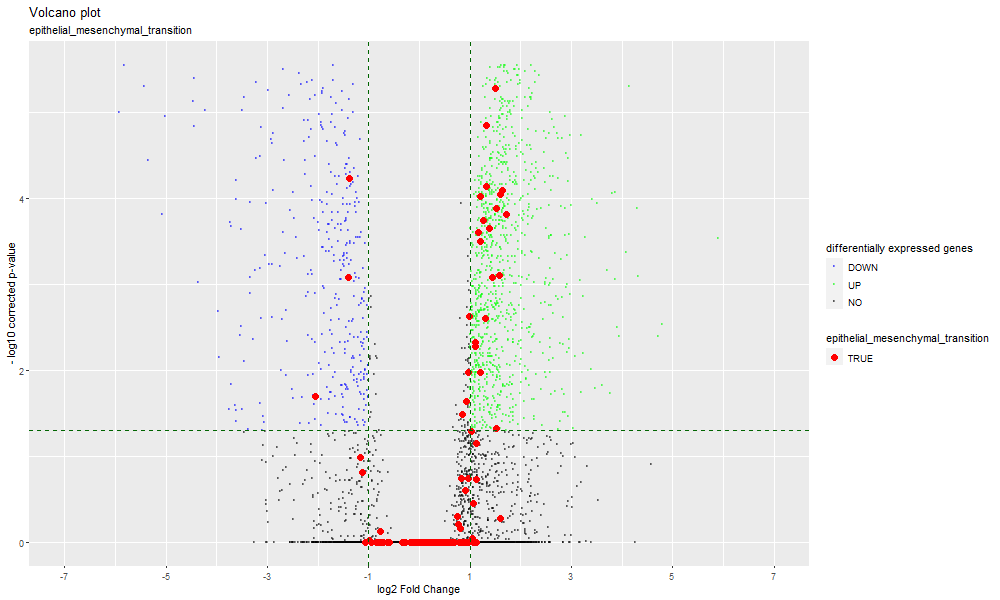 Volcano plot
epithelial_mesenchymal_transition
- log10 corrected p-value
4
2
0
-7
-5
-3
-1
1
3
5
7
log2 Fold Change
differentially expressed genes
DOWN
UP
NO
epithelial_mesenchymal_transition
TRUE